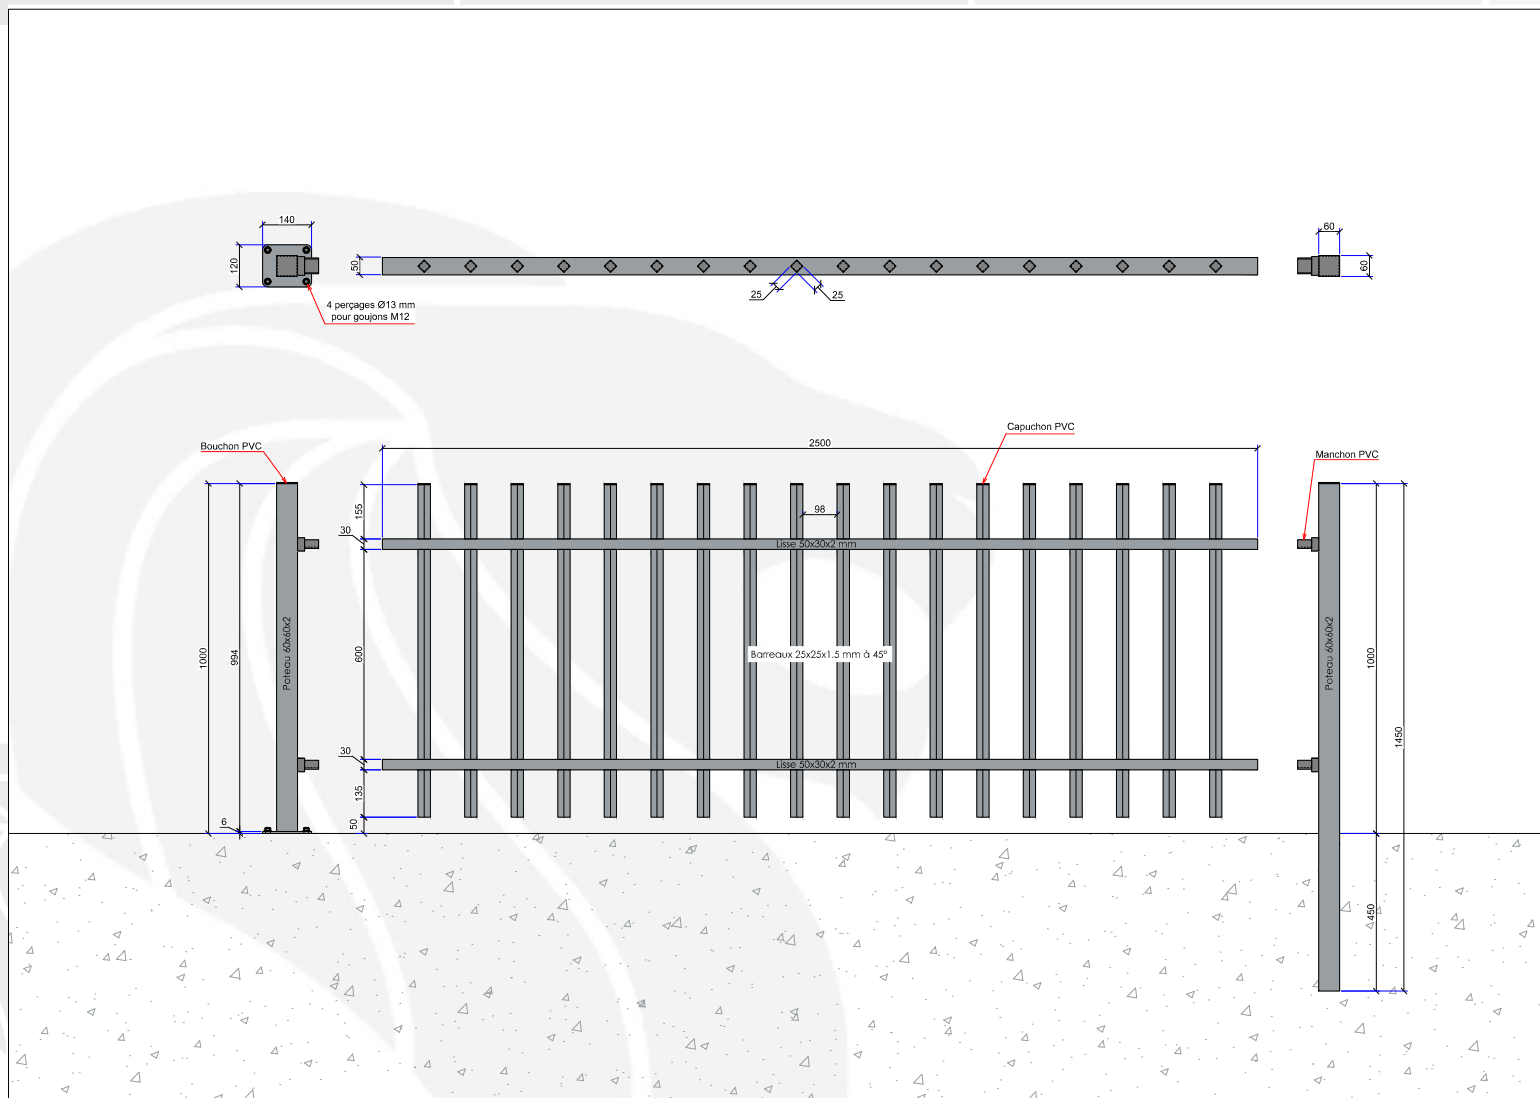 140
120
4 perçages Ø13 mm
pour goujons M12
50
25
25
60
60
Bouchon PVC
2500
Capuchon PVC
Manchon PVC
1000
994
6
Poteau 60x60x2
155
30
98
Lisse 50x30x2 mm
600
Barreaux 25x25x1.5 mm à 45°
30
Lisse 50x30x2 mm
135
50
Poteau 60x60x2
1000
1450
450